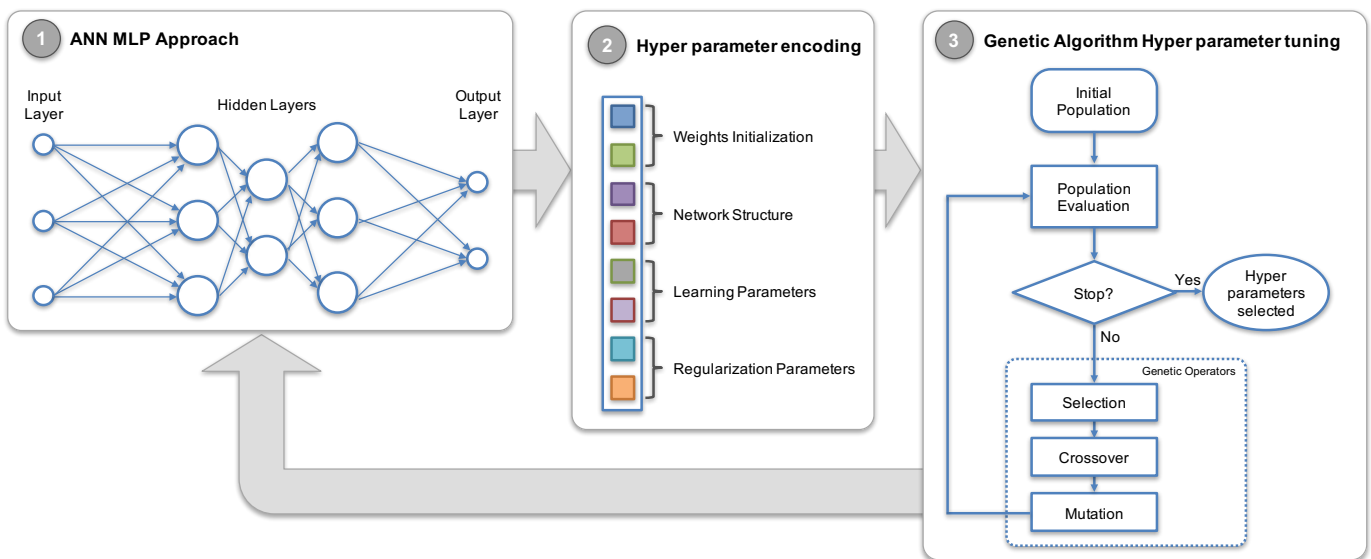 1 ANN MLP Approach
Input
Layer
Hidden Layers
Output
Layer
2 Hyper parameter encoding
Weights Initialization
Network Structure
Learning Parameters
Regularization Parameters
3 Genetic Algorithm Hyper parameter tuning
Initial
Population
Population
Evaluation
Stop?
Yes
Hyper
parameters
selected
No
Genetic Operators
Selection
Crossover
Mutation